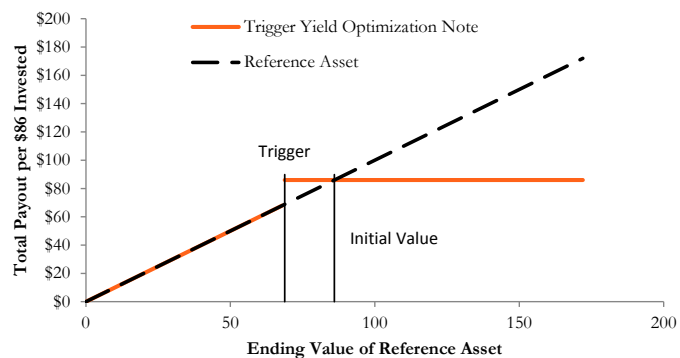 $200
$180
$160
$140
$120
$100
$80
$60
$40
$20
$0
Total Payout per $86 Invested
Trigger Yield Optimization Note
Reference Asset
Trigger
Initial Value
0
50
100
150
200
Ending Value of Reference Asset